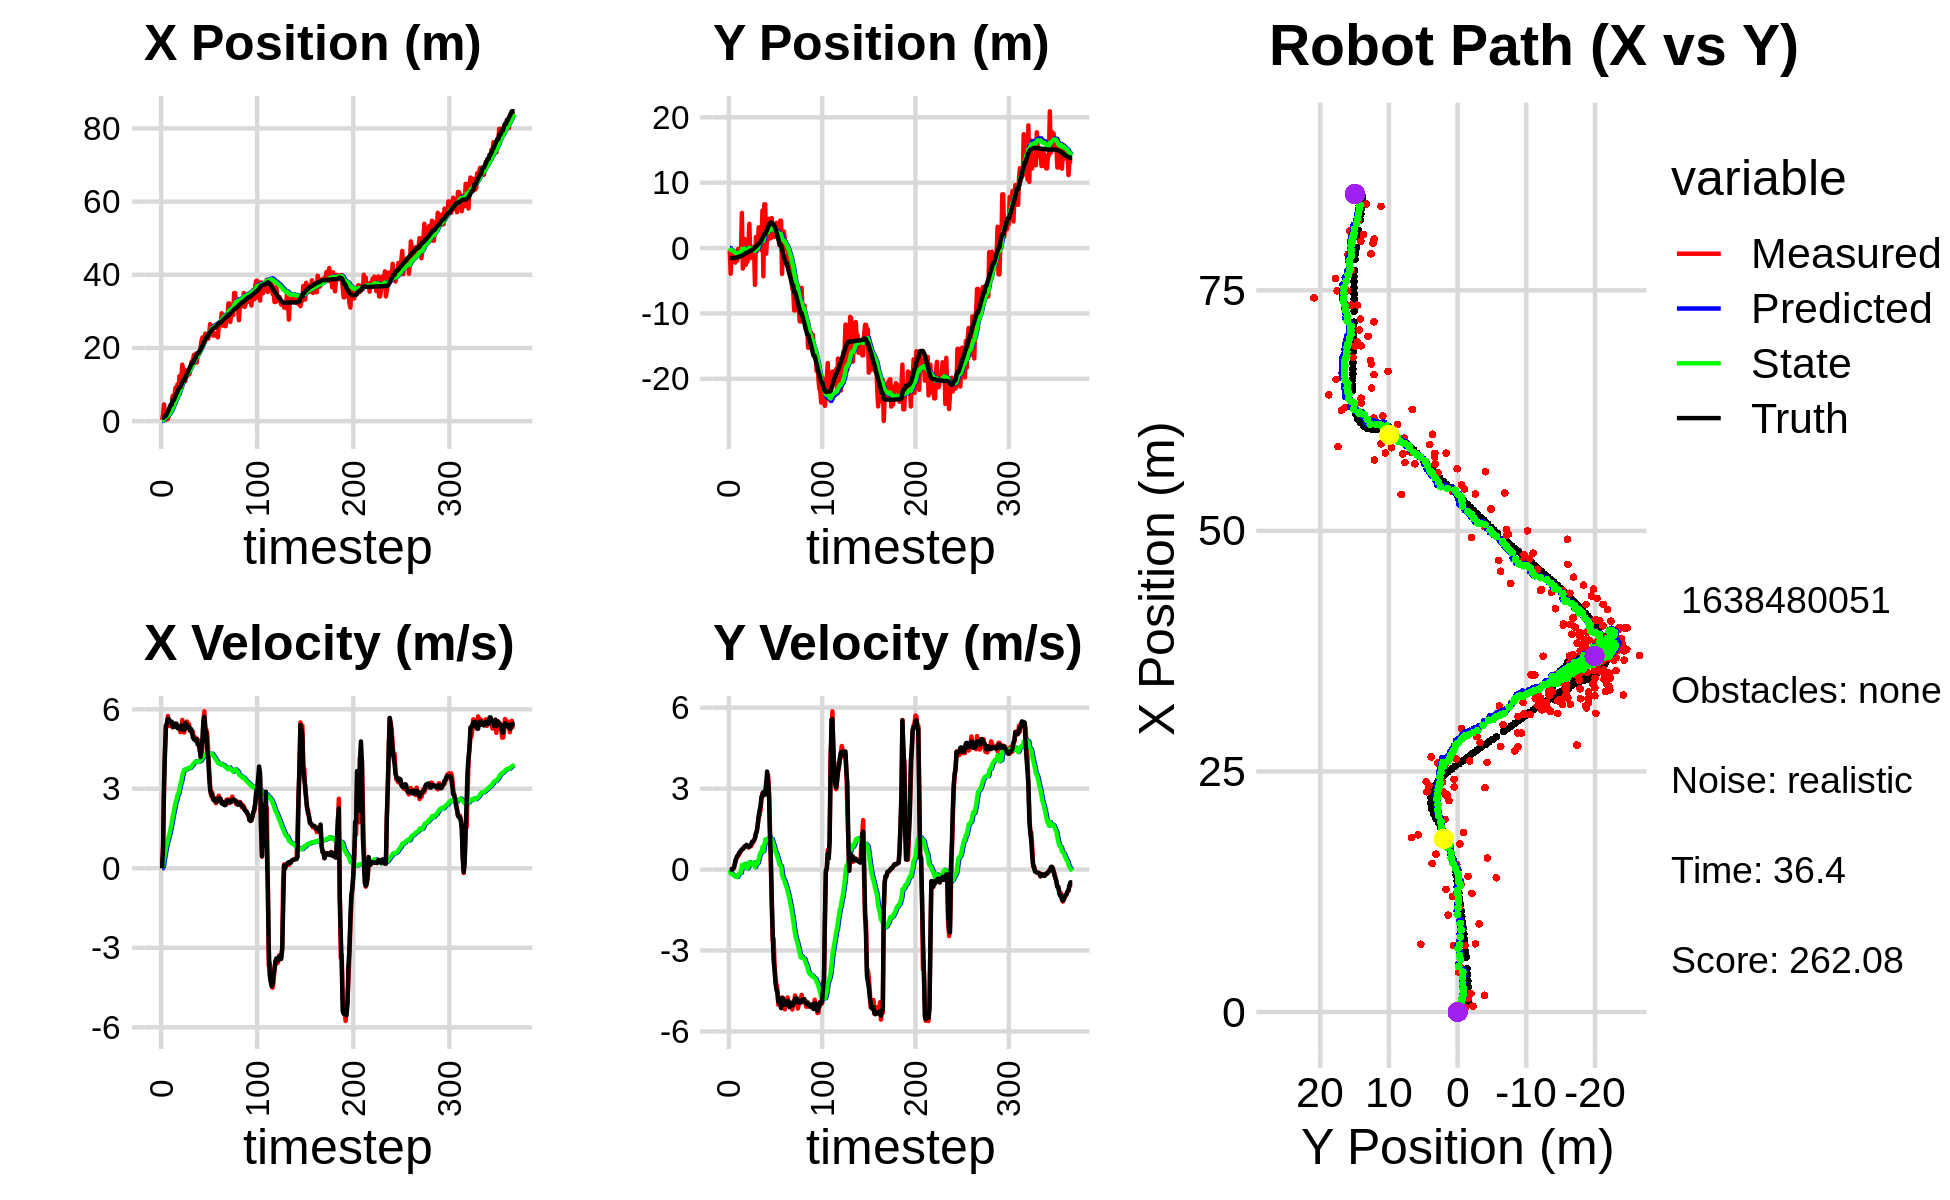 X Position (m)
80
60
40
20
0
0
100
200
300
timestep
Y Position (m)
20
10
0
-10
-20
0
100
200
300
timestep
X Velocity (m/s)
6
3
0
-3
-6
0
100
200
300
timestep
Y Velocity (m/s)
6
3
0
-3
-6
0
100
200
300
timestep
Robot Path (X vs Y)
X Position (m)
75
50
25
0
20 10 0 -10 -20
Y Position (m)
variable
Measured
Predicted
State
Truth
1638480051
Obstacles: none
Noise: realistic
Time: 36.4
Score: 262.08